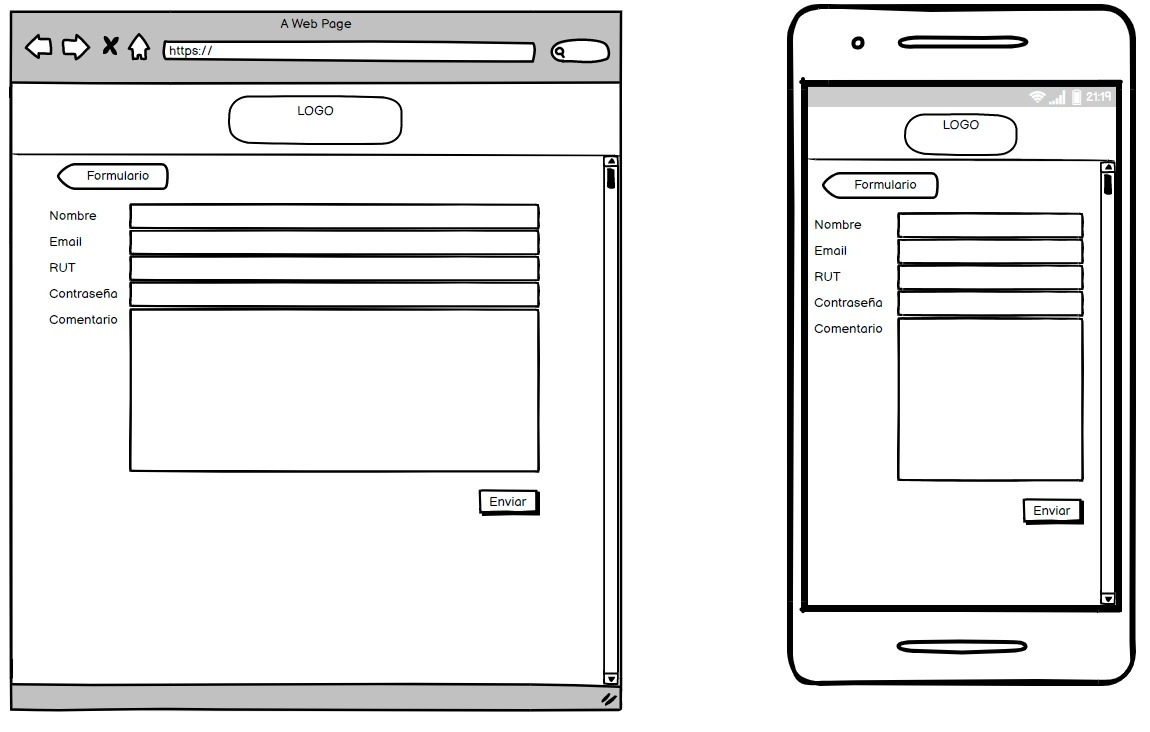 A Web Page
https://
LOGO
Formulario
Nombre
Email
RUT
Contraseña
Comentario
Enviar
21:19
LOGO
Formulario
Nombre
Email
RUT
Contraseña
Comentario
Enviar